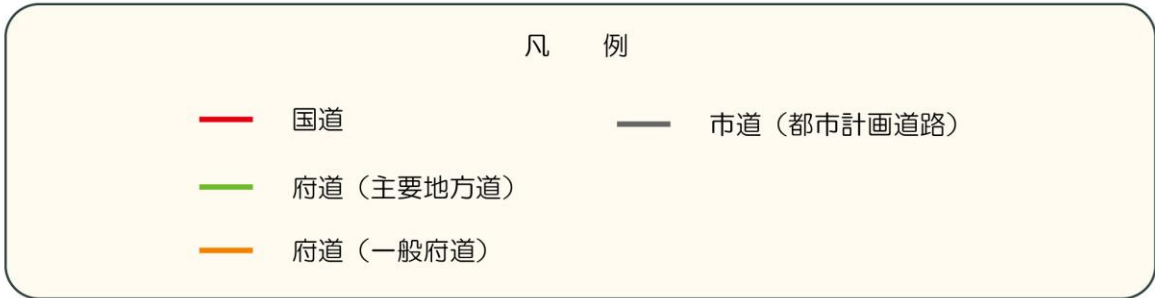 凡　例
国道
市道（都市計画道路）
府道（主要地方道）
府道（一般府道）